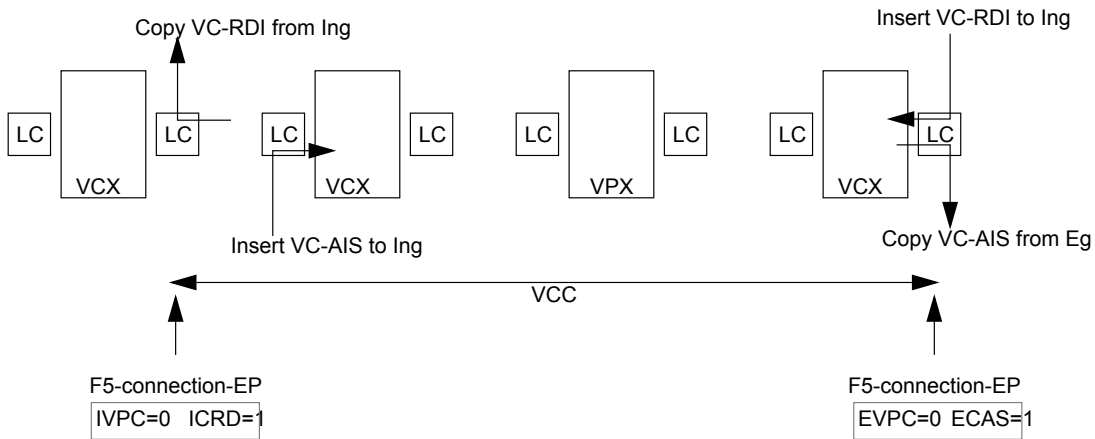 Copy VC-RDI from Ing
Insert VC-RDI to Ing
LC
VCX
LC
LC
VCX
LC
LC
VPX
LC
LC
VCX
LC
Insert VC-AIS to Ing
Copy VC-AIS from Eg
VCC
F5-connection-EP
IVPC=0 ICRD=1
F5-connection-EP
EVPC=0 ECAS=1